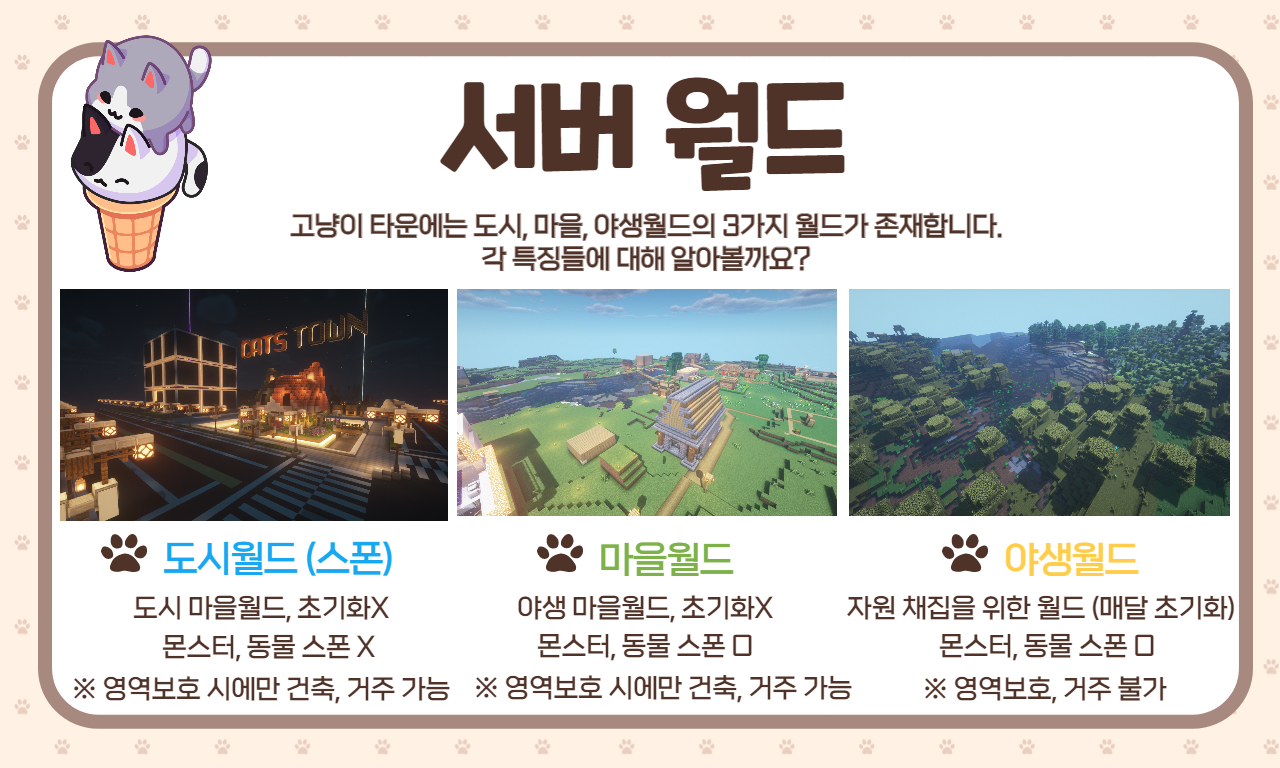 서버 월드
고냥이 타운에는 도시, 마을, 야생월드의 3가지 월드가 존재합니다.
각 특징들에 대해 알아볼까요?
CATS TOWN
도시월드 (스폰)
도시 마을월드, 초기화X
몬스터, 동물 스폰 X
※ 영역보호 시에만 건축, 거주 가능
마을월드
야생 마을월드, 초기화X
몬스터, 동물 스폰 □
※ 영역보호 시에만 건축, 거주 가능
야생월드
자원 채집을 위한 월드 (매달 초기화)
몬스터, 동물 스폰 □
※ 영역보호, 거주 불가